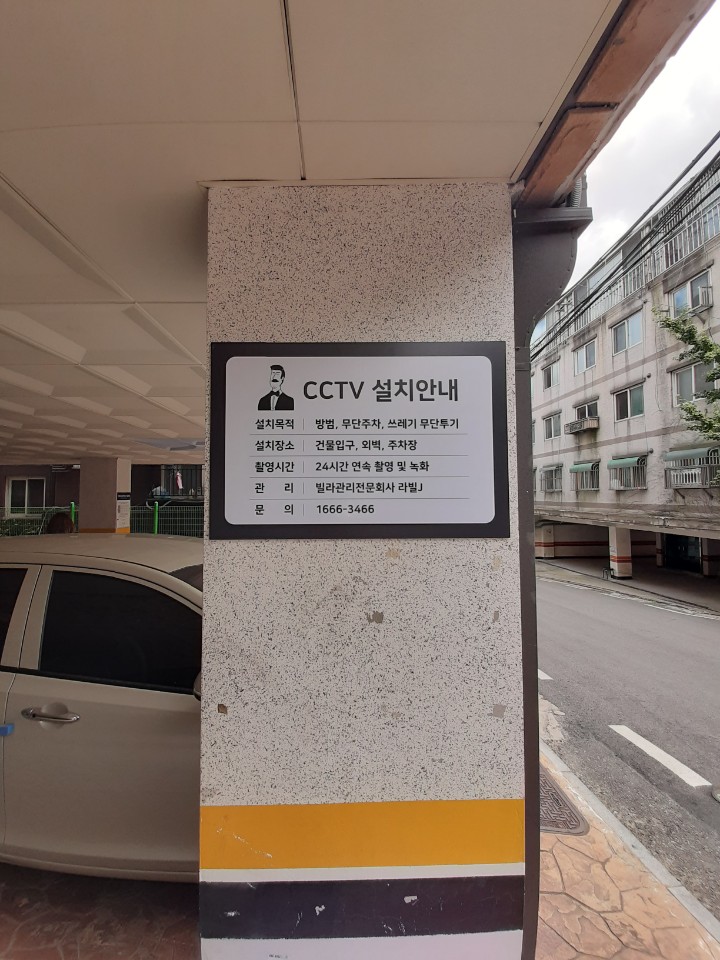 CCTV 설치안내
설치목적 방범, 무단주차, 쓰레기 무단투기
설치장소 건물입구, 외벽, 주차장
촬영시간 24시간 연속 촬영 및 녹화
관 리 빌라관리전문회사 라빌J
문 의 1666-3466